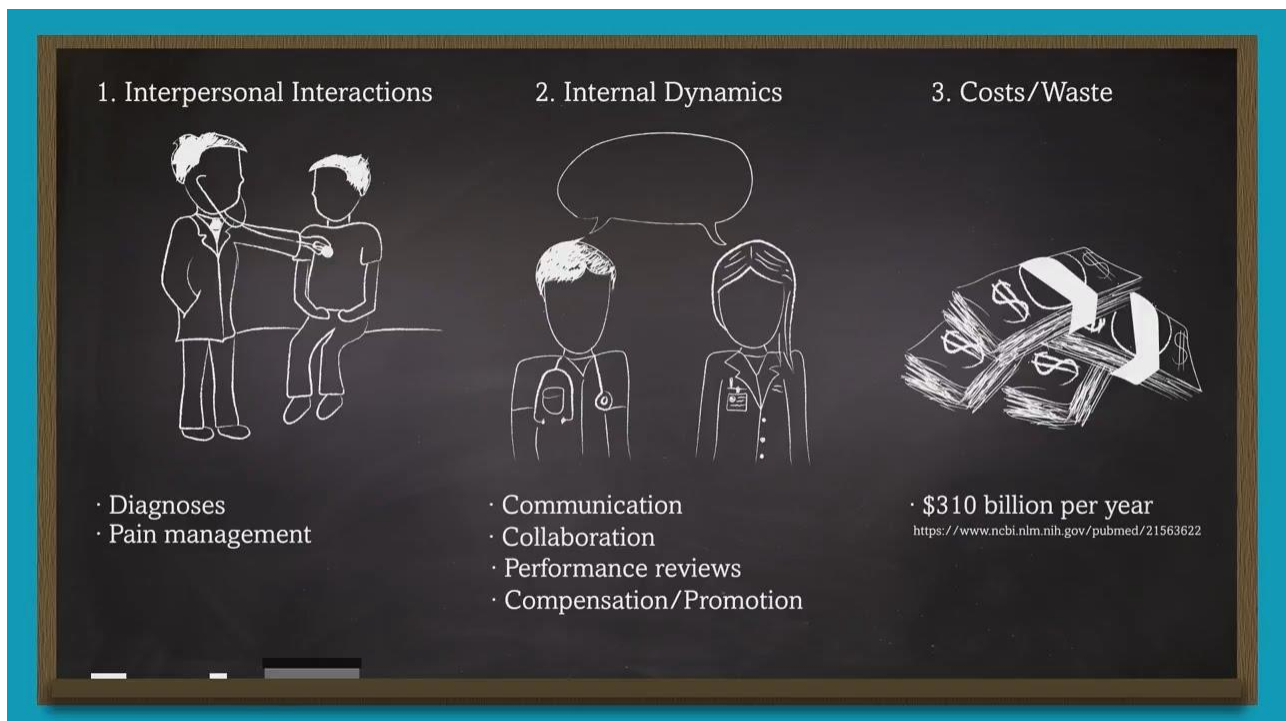 1. Interpersonal Interactions
· Diagnoses
· Pain management
2. Internal Dynamics
· Communication
· Collaboration
· Performance reviews
· Compensation/Promotion
3. Costs/Waste
· $310 billion per year
https://www.ncbi.nlm.nih.gov/pubmed/21563622